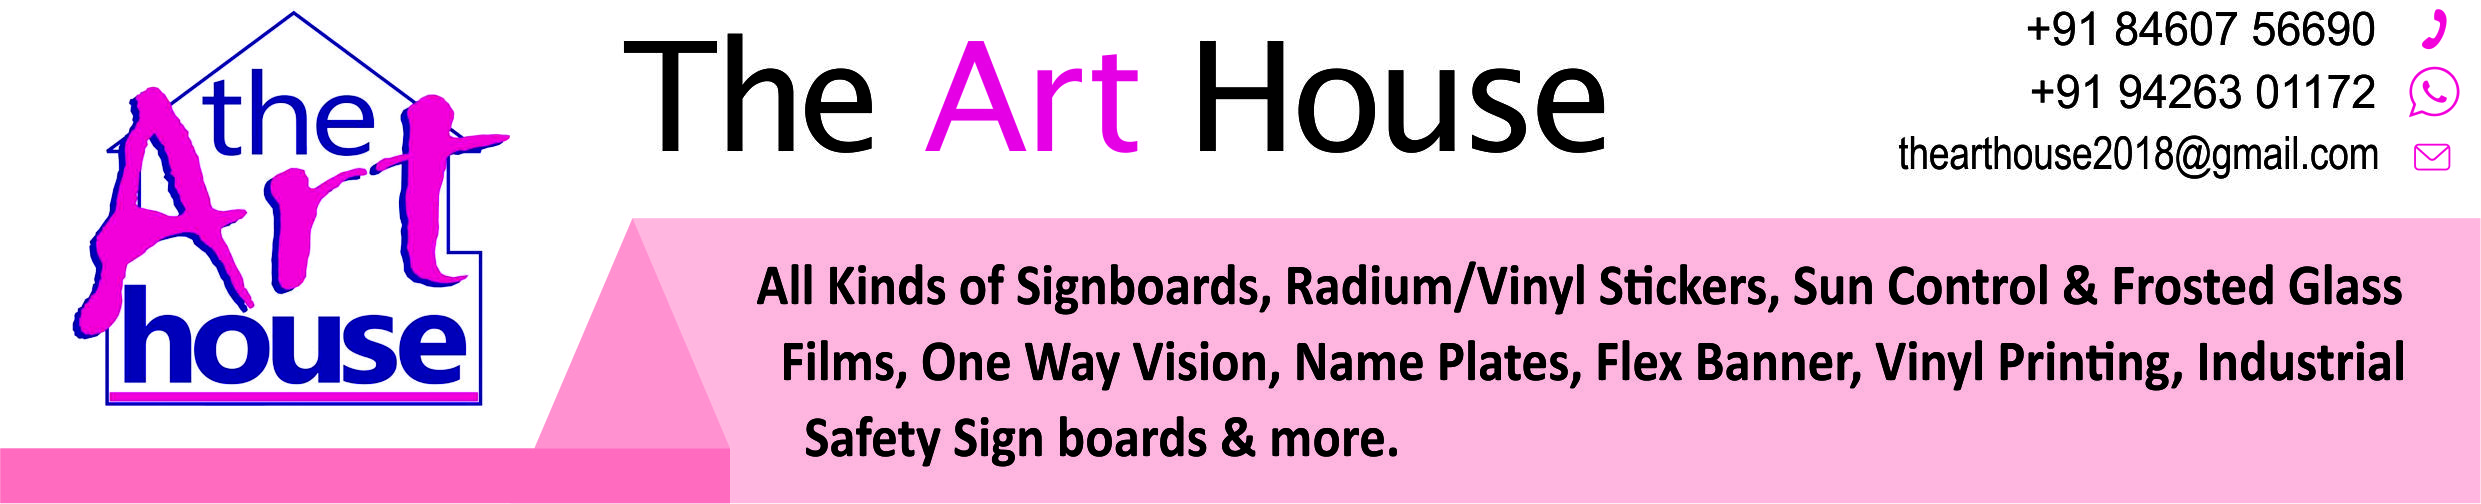 the
Art
house
The Art House
+91 84607 56690
+91 94263 01172
thearthouse2018@gmail.com
All Kinds of Signboards, Radium/Vinyl Stickers, Sun Control & Frosted Glass
Films, One Way Vision, Name Plates, Flex Banner, Vinyl Printing, Industrial
Safety Sign boards & more.